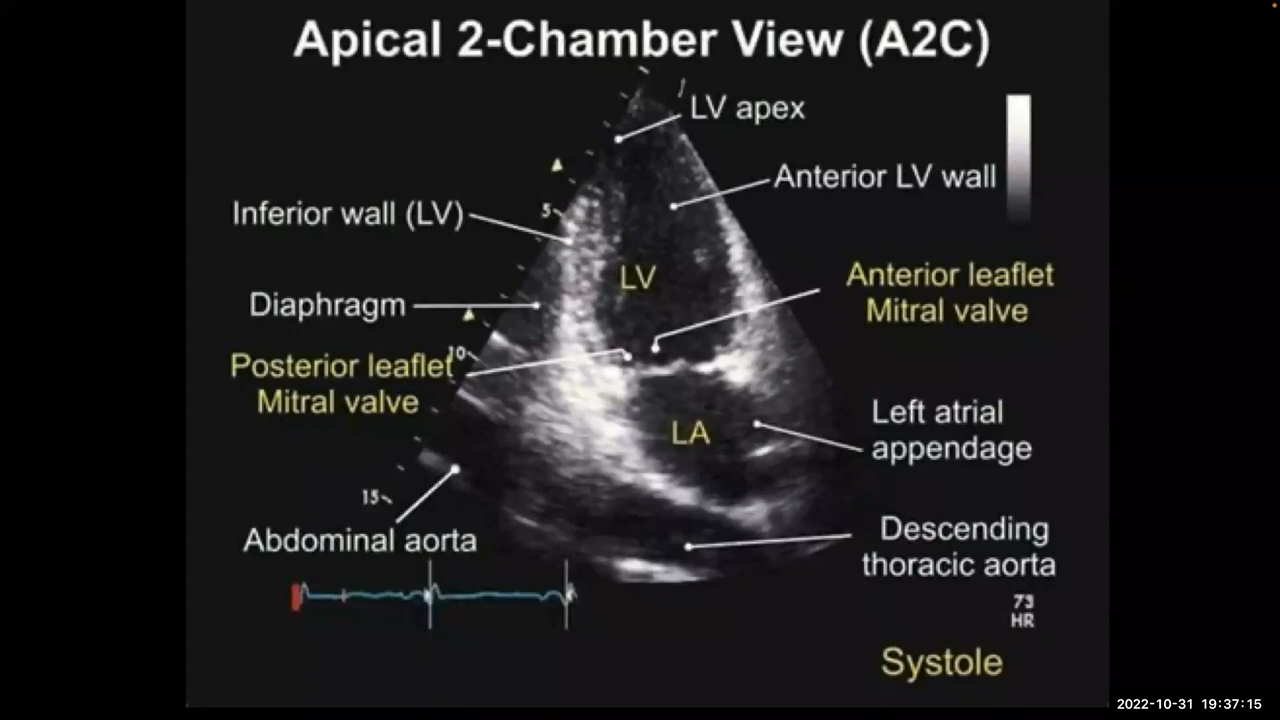 Apical 2-Chamber View (A2C)
LV apex
Anterior LV wall
Inferior wall (LV)
5
LV
Anterior leaflet
Mitral valve
Diaphragm
10
Posterior leaflet
Mitral valve
LA
Left atrial
appendage
15
Abdominal aorta
Descending
thoracic aorta
73
HR
Systole
2022-10-31 19:37:15